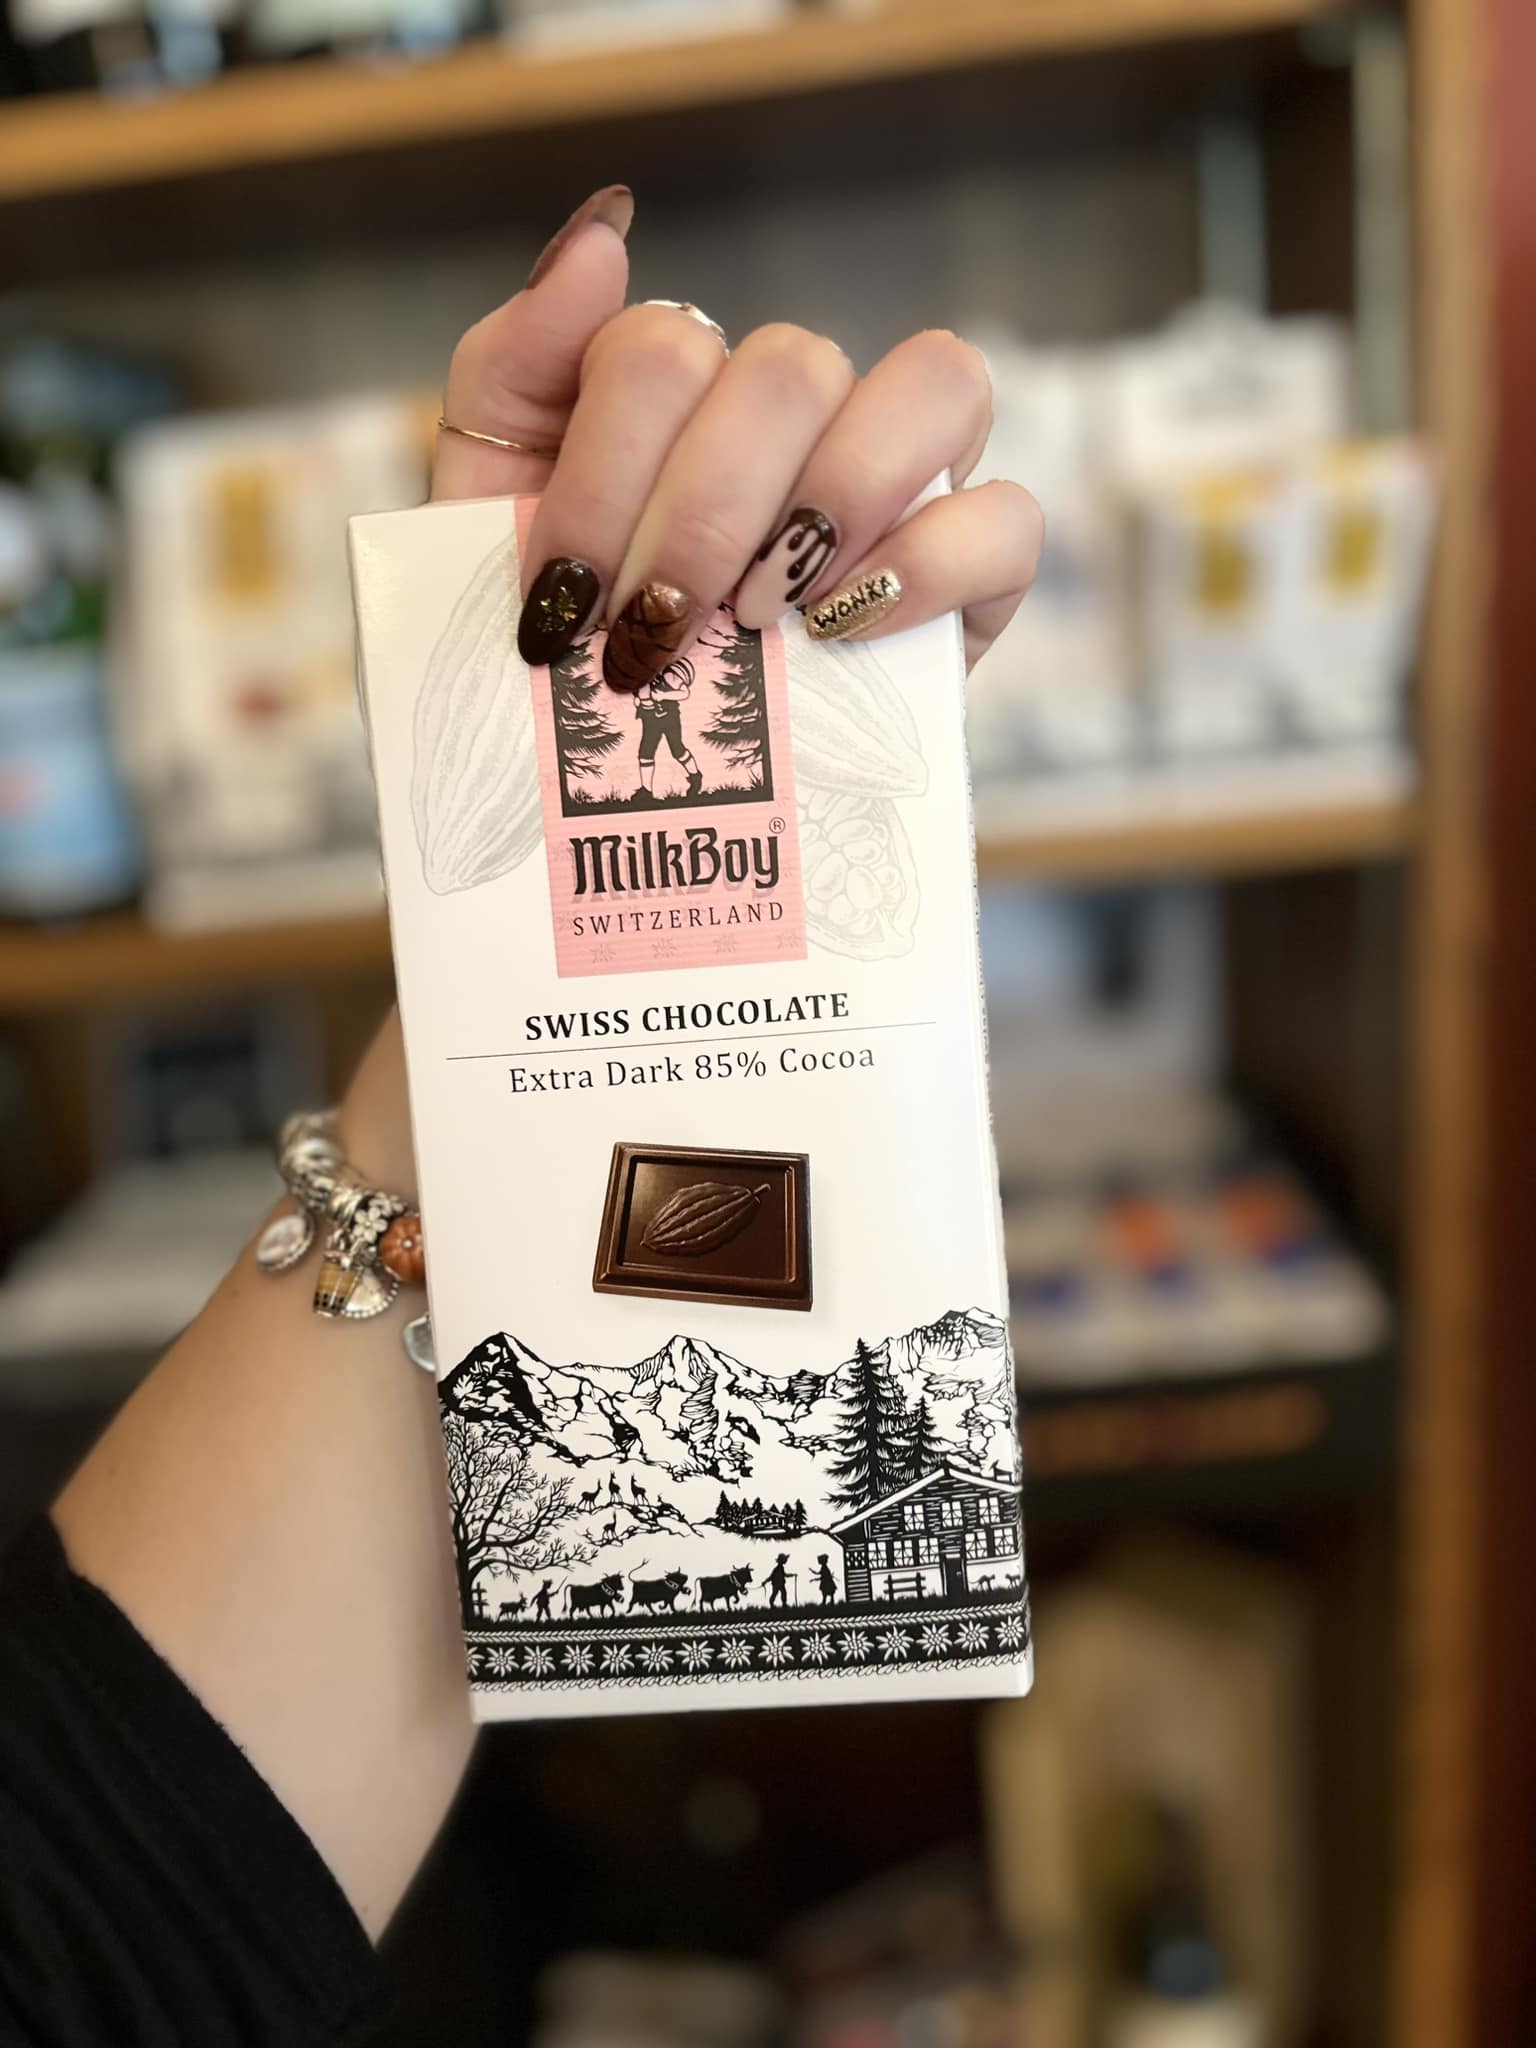 WONKA
MilkBoy®
SWITZERLAND
SWISS CHOCOLATE
Extra Dark 85% Cocoa